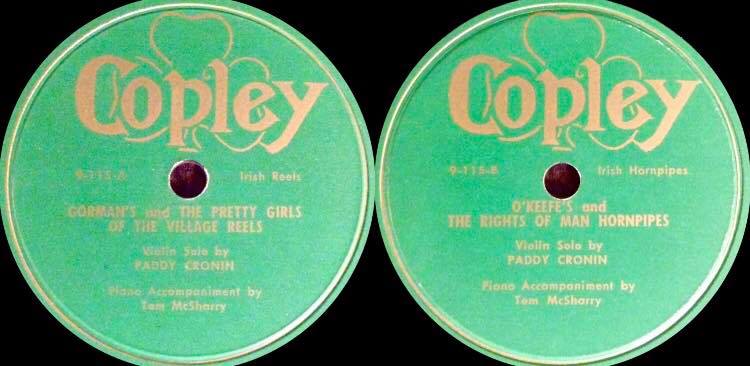 Copley
9-115-A Irish Reels
GORMAN'S and THE PRETTY GIRLS
OF THE VILLAGE REELS
Violin Solo by
PADDY CRONIN
Piano Accompaniment by
Tom McSharry
Copley
9-115-B Irish Hornpipes
O'KEEFE'S and
THE RIGHTS OF MAN HORNPIPES
Violin Solo by
PADDY CRONIN
Piano Accompaniment by
Tom McSharry